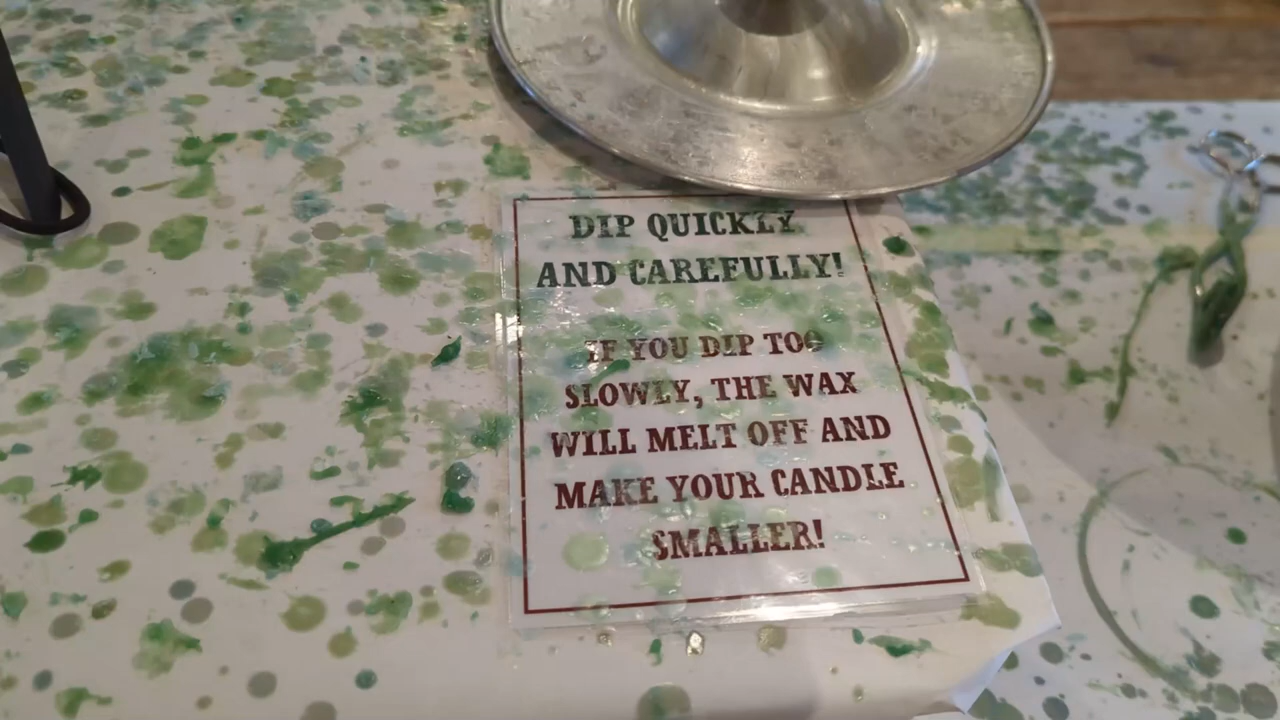 DIP QUICKLY
AND CAREFULLY!
IF YOU DIP TOO
SLOWLY, THE WAX
WILL MELT OFF AND
MAKE YOUR CANDLE
SMALLER!